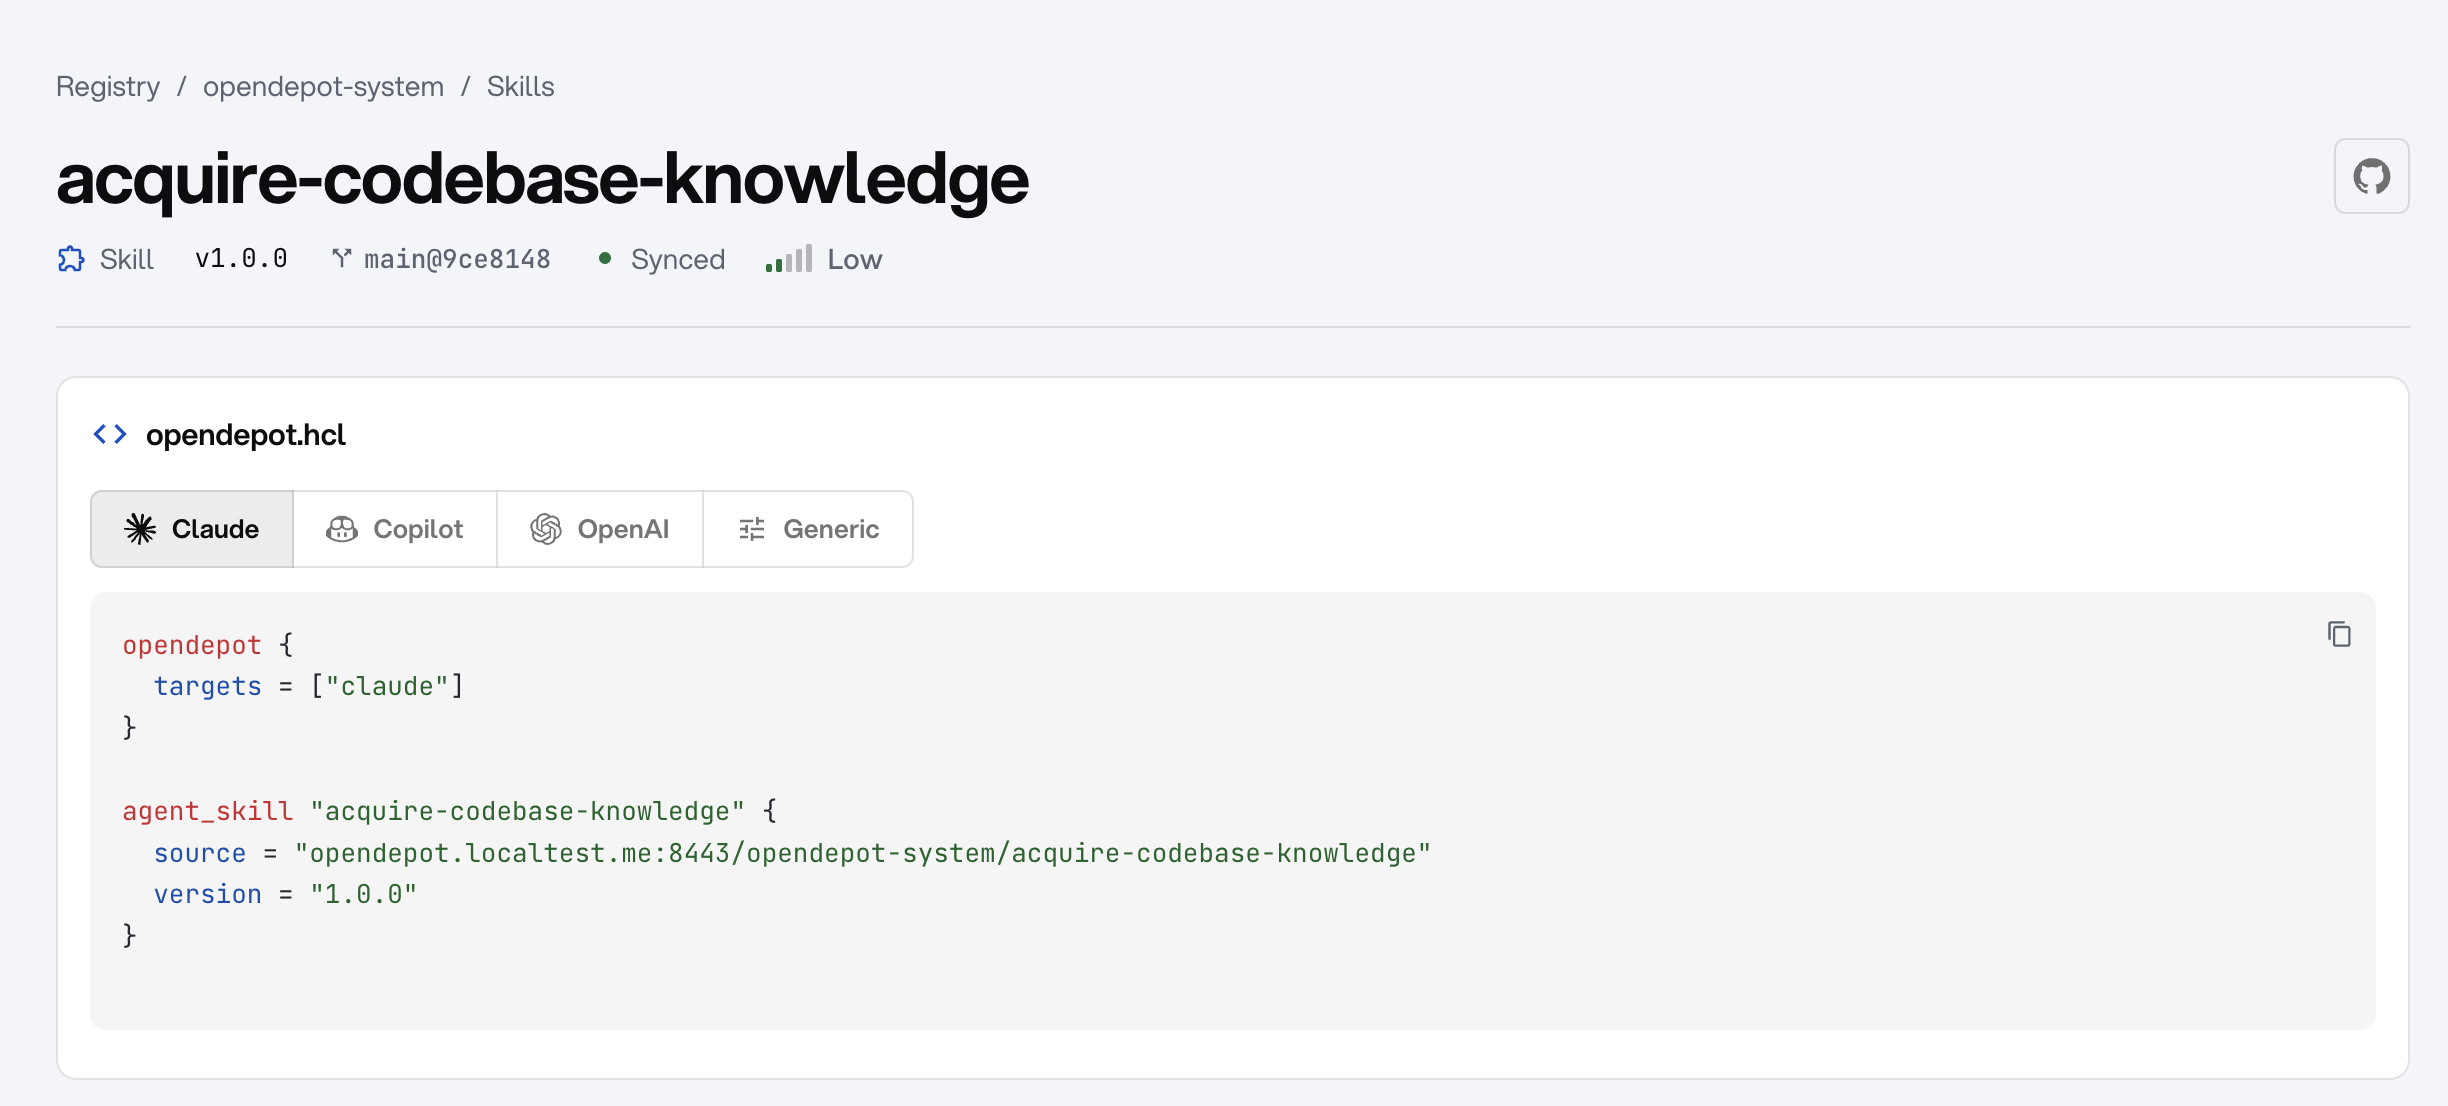 Registry / opendepot-system / Skills
acquire-codebase-knowledge
Skill v1.0.0 main@9ce8148 Synced Low
opendepot.hcl
Claude Copilot OpenAI Generic
opendepot {
  targets = ["claude"]
}
agent_skill "acquire-codebase-knowledge" {
  source = "opendepot.localtest.me:8443/opendepot-system/acquire-codebase-knowledge"
  version = "1.0.0"
}